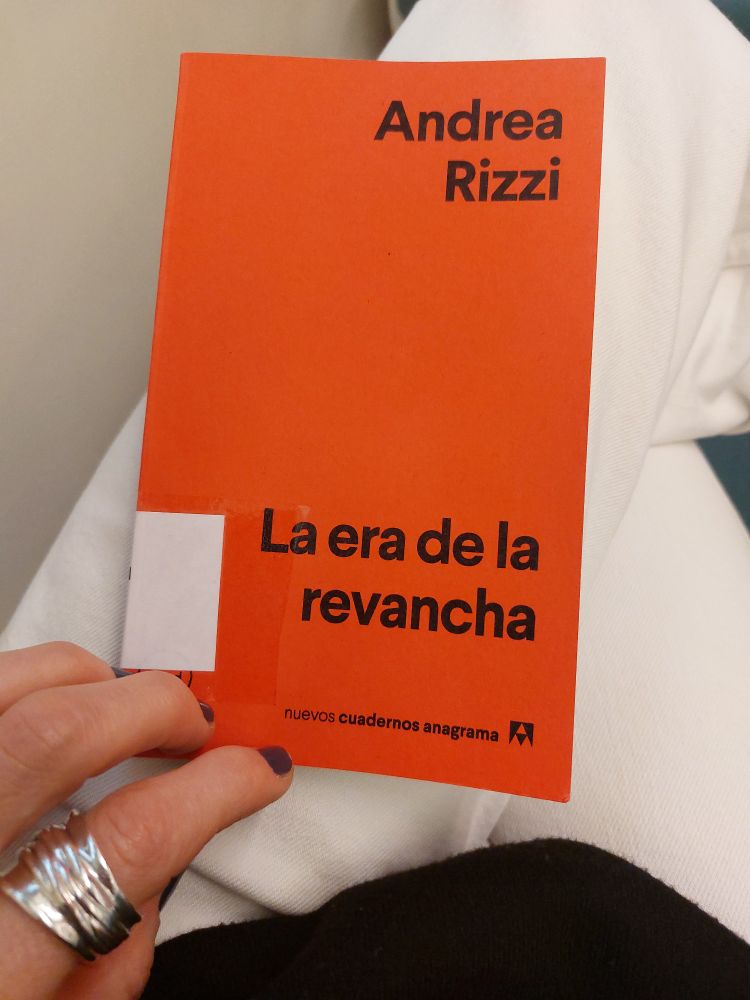 Andrea
Rizzi
La era de la
revancha
nuevos cuadernos anagrama